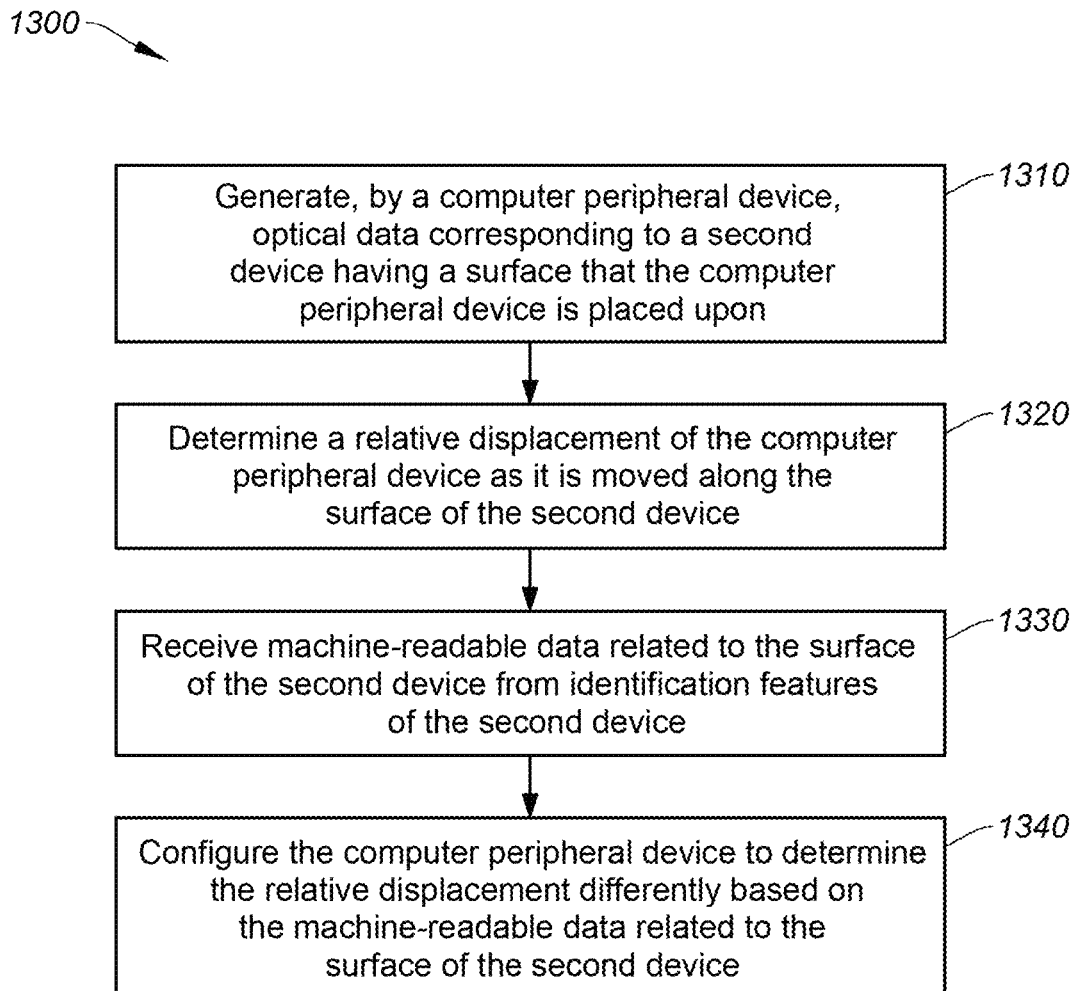 1300
1310
Generate, by a computer peripheral device,
optical data corresponding to a second
device having a surface that the computer
peripheral device is placed upon
1320
Determine a relative displacement of the computer
peripheral device as it is moved along the
surface of the second device
1330
Receive machine-readable data related to the surface
of the second device from identification features
of the second device
1340
Configure the computer peripheral device to determine
the relative displacement differently based on
the machine-readable data related to the
surface of the second device